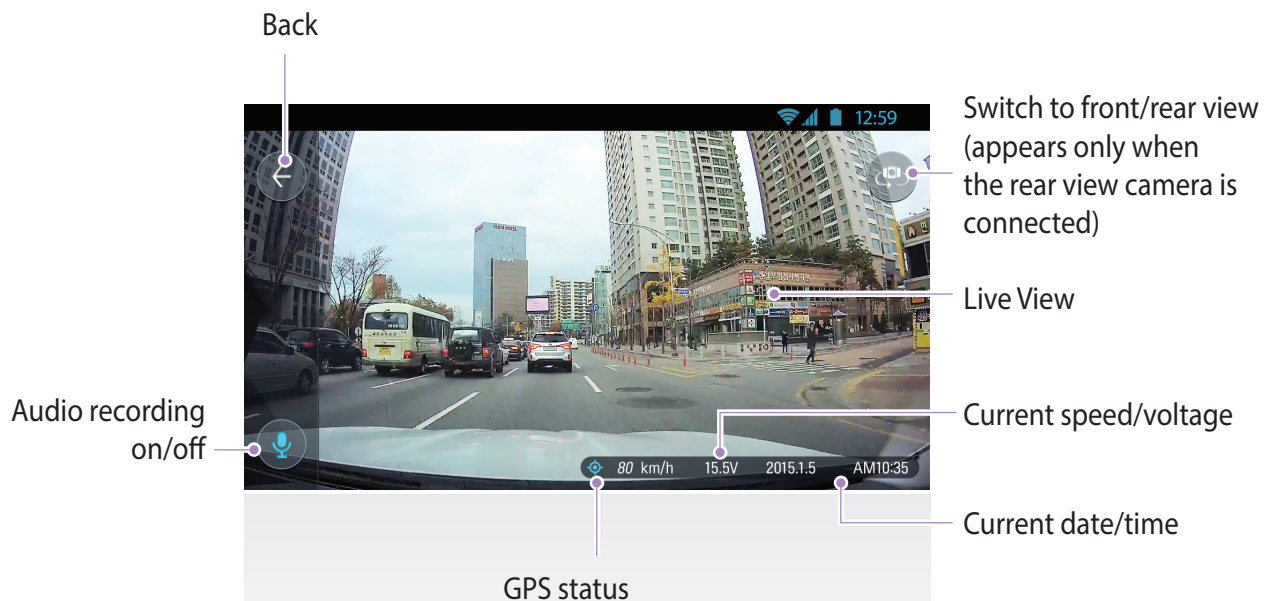 Back
12:59
Switch to front/rear view
(appears only when
the rear view camera is
connected)
Live View
Current speed/voltage
Audio recording
on/off
80 km/h 15.5V 2015.1.5 AM10:35
Current date/time
GPS status